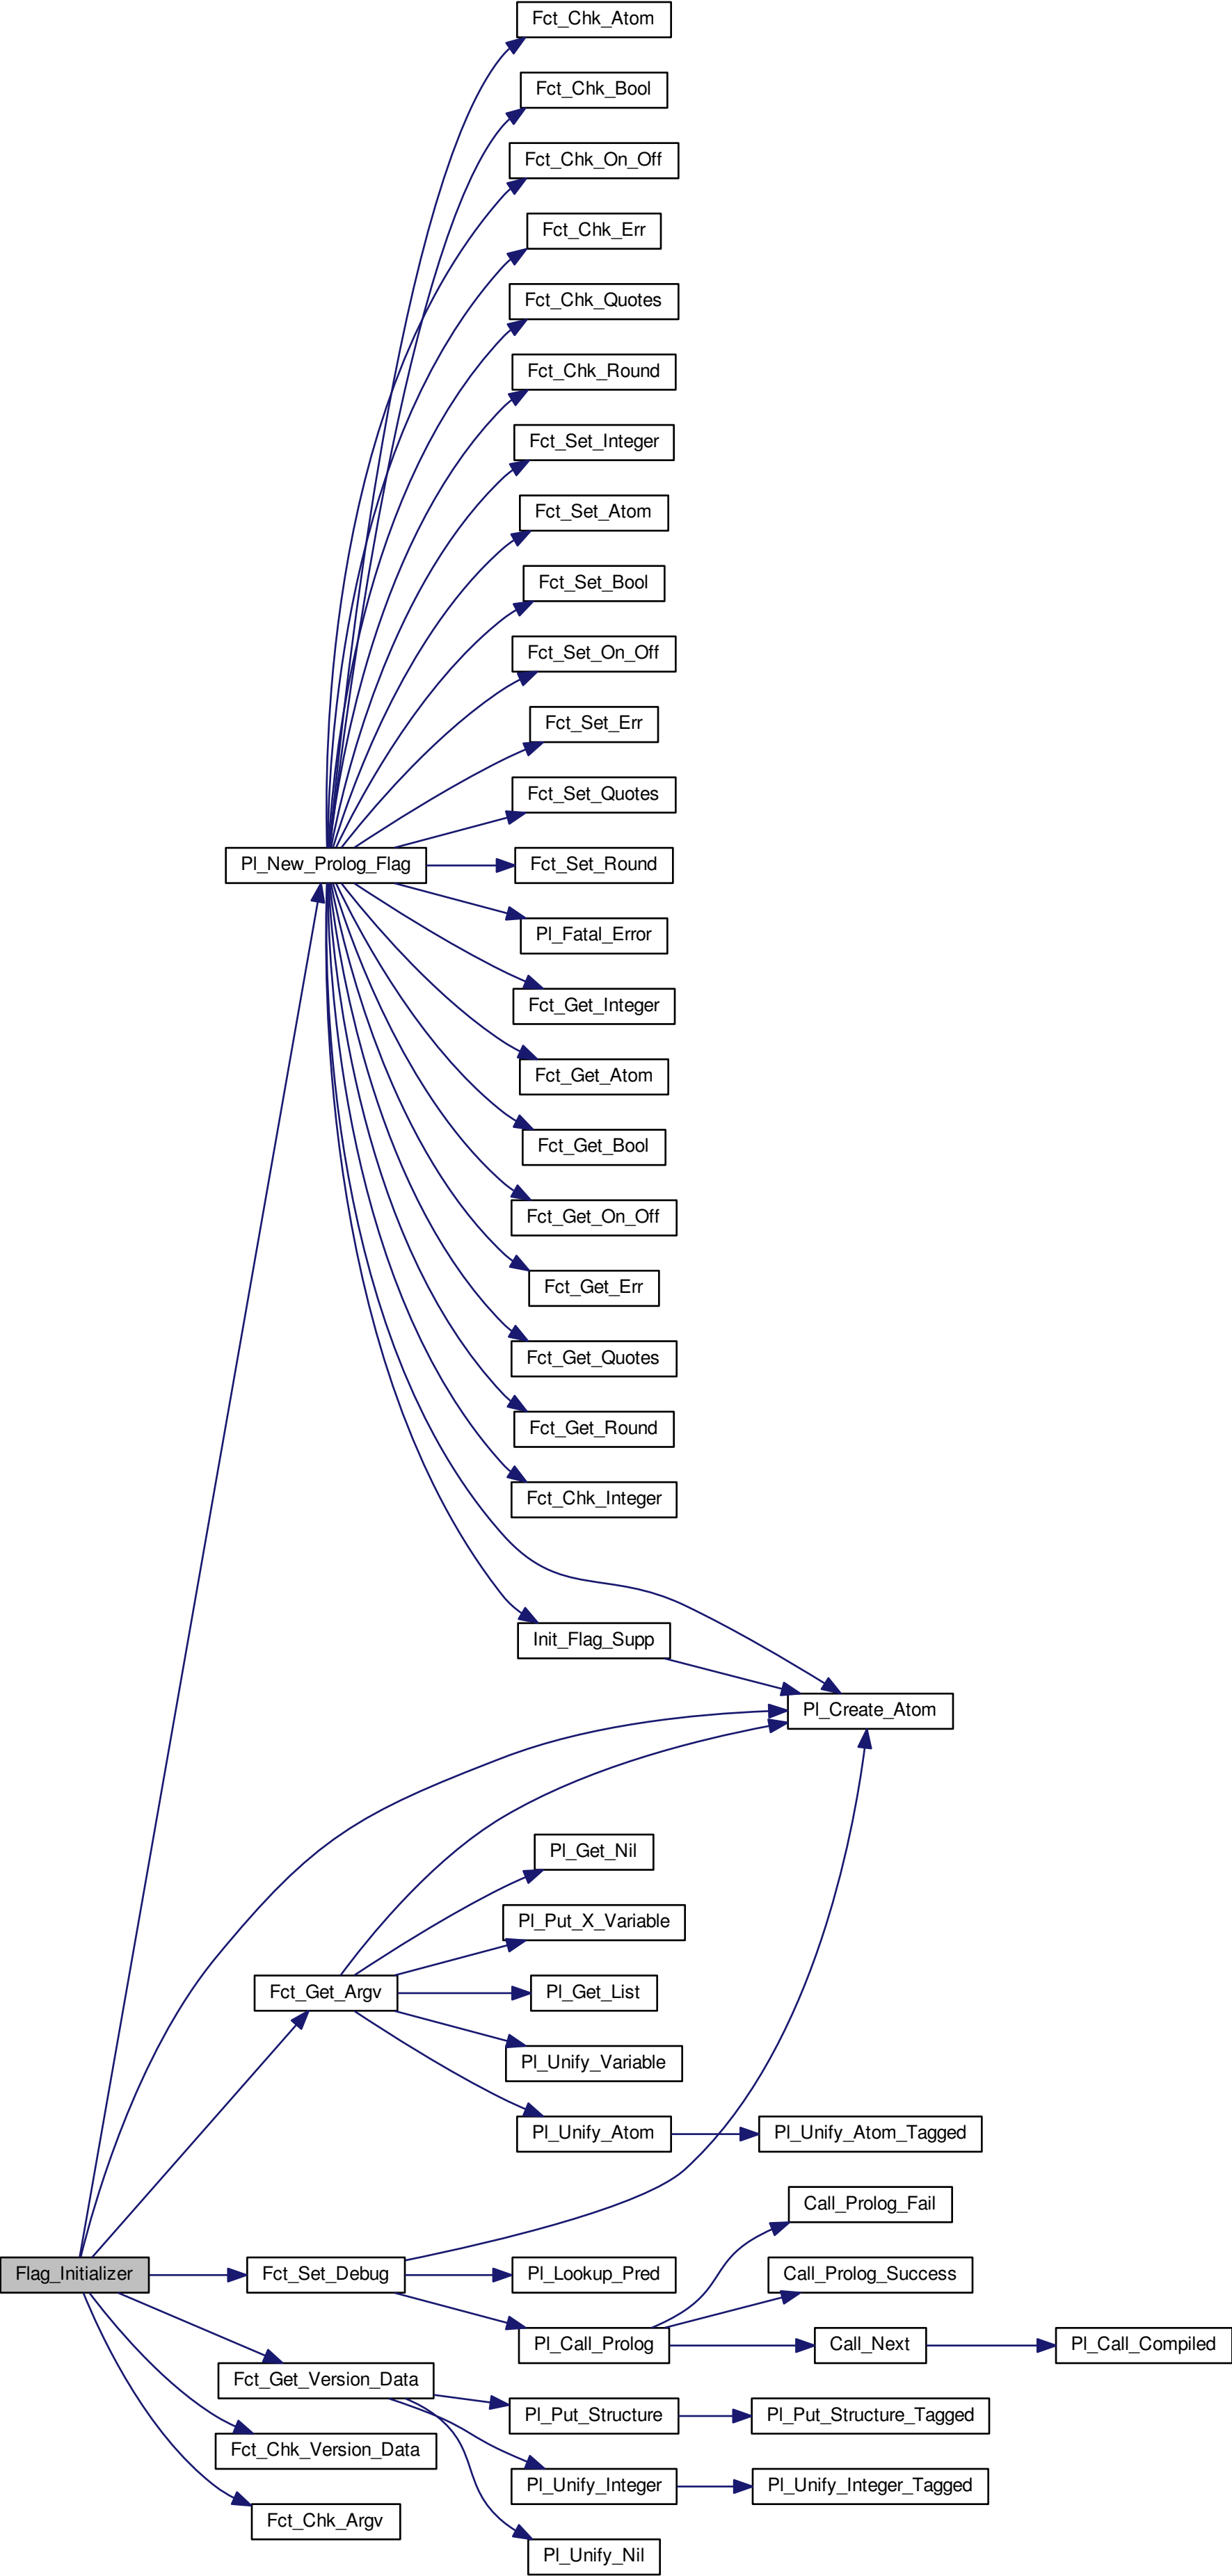 Fct_Chk_Atom
Fct_Chk_Bool
Fct_Chk_On_Off
Fct_Chk_Err
Fct_Chk_Quotes
Fct_Chk_Round
Fct_Set_Integer
Fct_Set_Atom
Fct_Set_Bool
Fct_Set_On_Off
Fct_Set_Err
Fct_Set_Quotes
Pl_New_Prolog_Flag
Fct_Set_Round
Pl_Fatal_Error
Fct_Get_Integer
Fct_Get_Atom
Fct_Get_Bool
Fct_Get_On_Off
Fct_Get_Err
Fct_Get_Quotes
Fct_Get_Round
Fct_Chk_Integer
Init_Flag_Supp
Pl_Create_Atom
Pl_Get_Nil
Pl_Put_X_Variable
Fct_Get_Argv
Pl_Get_List
Pl_Unify_Variable
Pl_Unify_Atom
Pl_Unify_Atom_Tagged
Call_Prolog_Fail
Flag_Initializer
Fct_Set_Debug
Pl_Lookup_Pred
Call_Prolog_Success
Pl_Call_Prolog
Call_Next
Pl_Call_Compiled
Fct_Get_Version_Data
Pl_Put_Structure
Pl_Put_Structure_Tagged
Fct_Chk_Version_Data
Pl_Unify_Integer
Pl_Unify_Integer_Tagged
Fct_Chk_Argv
Pl_Unify_Nil